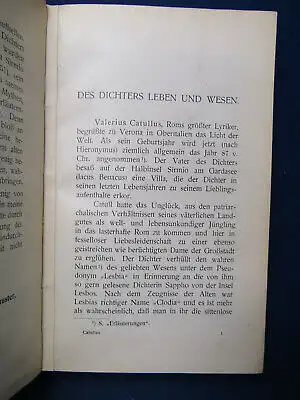 DES DICHTERS LEBEN UND WESEN.
Valerius Catullus, Roms größter Lyriker,
begrüßte zu Verona in Oberitalien das Licht der
Welt. Als sein Geburtsjahr wird jetzt (nach
Hieronymus) ziemlich allgemein das Jahr 87 v.
Chr. angenommen¹). Der Vater des Dichters
besaß auf der Halbinsel Sirmio am Gardasee
(lacus Benacus) eine Villa, die der Dichter in
seinen letzten Lebensjahren zu seinem Lieblings-
aufenthalte erkor.
Catull hatte das Unglück, aus den patriar-
chalischen Verhältnissen seines väterlichen Land-
gutes als welt- und lebensunkundiger Jüngling
in das lasterhafte Rom zu kommen und hier in
fesselloser Liebesleidenschaft zu einer ebenso
geistreichen wie berückenden Dame der Großstadt
zu erglühen. Der Dichter verherrlicht den wahren
Namen²) des geliebten Wesens unter dem Pseu-
donym „Lesbia“ in Erinnerung an die von ihm
so gern gelesene Dichterin Sappho von der Insel
Lesbos. Nach dem Zeugnisse der Alten war
Lesbias richtiger Name „Clodia“ und es ist mehr
als wahrscheinlich, daß man in ihr die sittenlose
¹) S. „Erläuterungen“.
Catullus 1